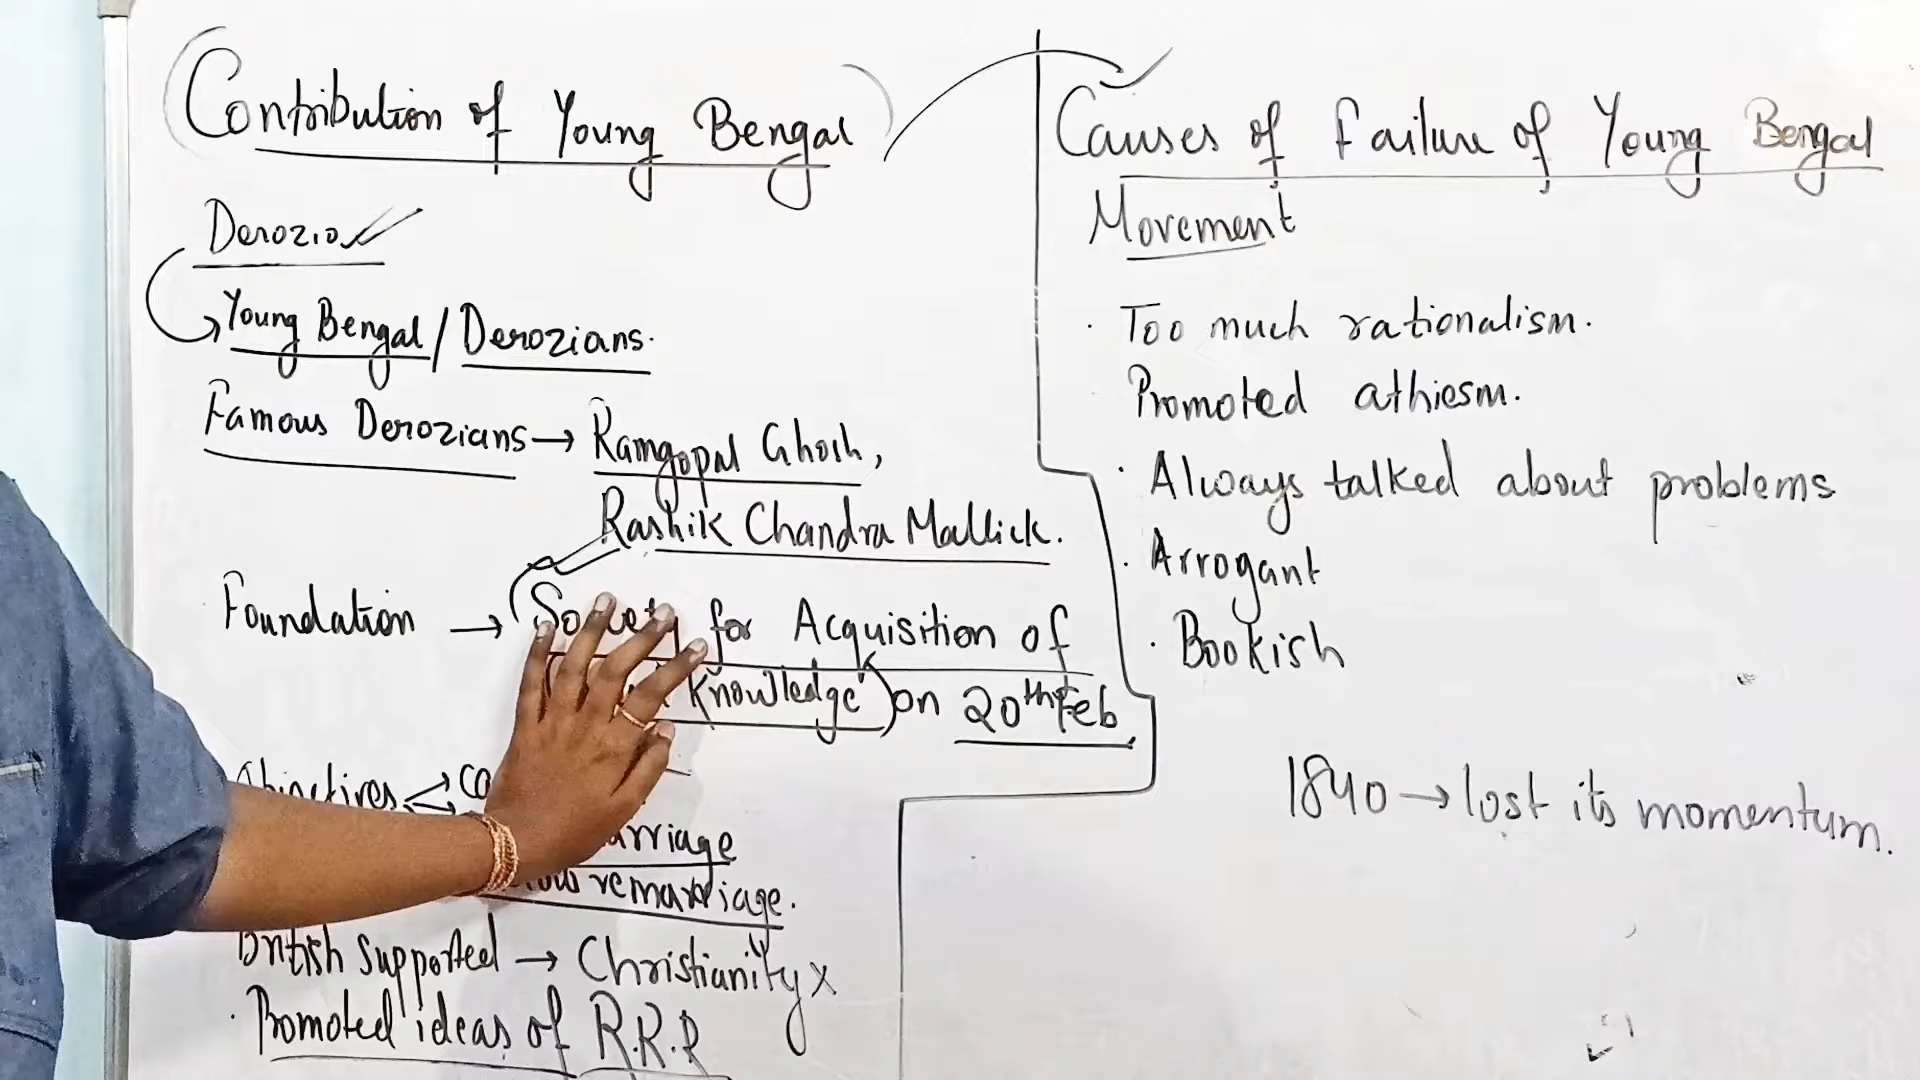 Contribution of Young Bengal
Derozio
Young Bengal / Derozians.
Famous Derozians → Ramgopal Ghosh,
Rashik Chandra Mallick.
Foundation → Society for Acquisition of
Knowledge) on 20th Feb
Objectives
arriage
remarriage.
British supported → Christianity x
· Promoted ideas of R.R.R
Causes of Failure of Young Bengal
Movement
· Too much rationalism.
Promoted athiesm.
· Always talked about problems
· Arrogant
· Bookish
1840 → lost its momentum.